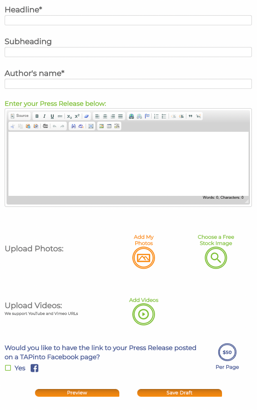 Headline*
Subheading
Author's name*
Enter your Press Release below:
Source
Words: 0, Characters: 0
Upload Photos:
Add My
Photos
Choose a Free
Stock Image
Upload Videos:
We support YouTube and Vimeo URLs
Add Videos
Would you like to have the link to your Press Release posted
on a TAPinto Facebook page?
Yes
$50
Per Page
Preview
Save Draft